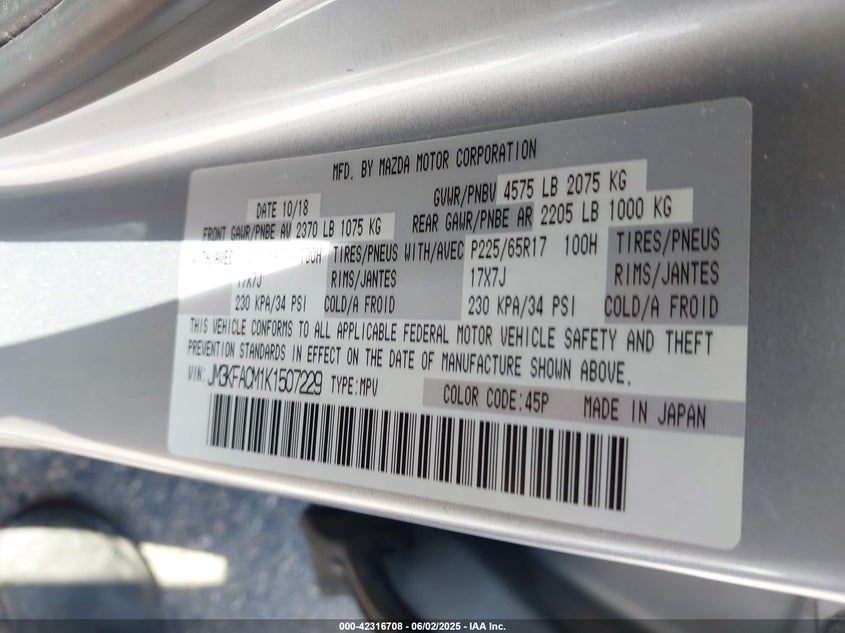 MFD. BY MAZDA MOTOR CORPORATION
DATE 10/18 GVWR/PNBV 4575 LB 2075 KG
FRONT GAWR/PNBE AV 2370 LB 1075 KG REAR GAWR/PNBE AR 2205 LB 1000 KG
WITH/AVEC 100H TIRES/PNEUS WITH/AVEC P225/65R17 100H TIRES/PNEUS
17X7J RIMS/JANTES 17X7J RIMS/JANTES
230 KPA/34 PSI COLD/A FROID 230 KPA/34 PSI COLD/A FROID
THIS VEHICLE CONFORMS TO ALL APPLICABLE FEDERAL MOTOR VEHICLE SAFETY AND THEFT
PREVENTION STANDARDS IN EFFECT ON THE DATE OF MANUFACTURE SHOWN ABOVE.
VIN: JM3KFACM1K1507229 TYPE:MPV COLOR CODE:45P MADE IN JAPAN
000-42316708 - 06/02/2025 - IAA Inc.